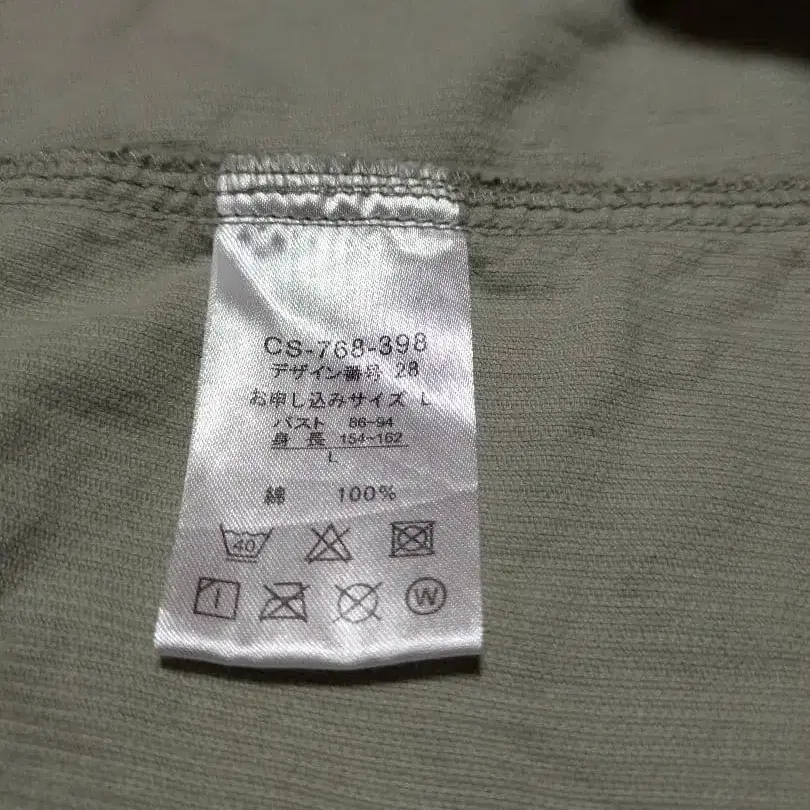 CS-768-398
デザイン番号 28
お申し込みサイズ L
バスト 86-94
身長 154-162
L
綿 100%
40
W